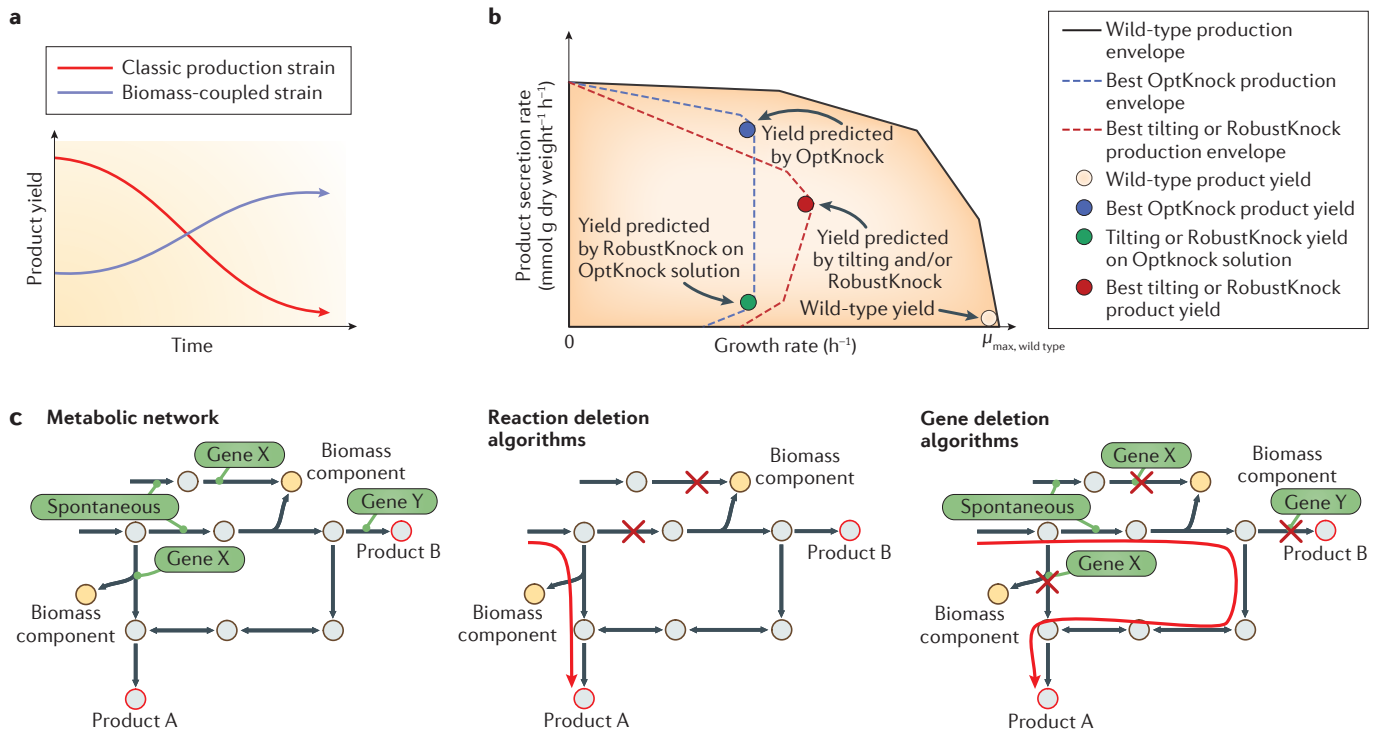 a
Classic production strain
Biomass-coupled strain
Product yield
Time
b
Product secretion rate
(mmol g dry weight⁻¹ h⁻¹)
Yield predicted
by OptKnock
Yield predicted
by RobustKnock on
OptKnock solution
Yield predicted
by tilting and/or
RobustKnock
Wild-type yield
0
Growth rate (h⁻¹)
μmax, wild type
Wild-type production
envelope
Best OptKnock production
envelope
Best tilting or RobustKnock
production envelope
Wild-type product yield
Best OptKnock product yield
Tilting or RobustKnock yield
on Optknock solution
Best tilting or RobustKnock
product yield
c
Metabolic network
Gene X
Biomass
component
Spontaneous
Gene Y
Product B
Gene X
Biomass
component
Product A
Reaction deletion
algorithms
Biomass
component
Product B
Biomass
component
Product A
Gene deletion
algorithms
Gene X
Biomass
component
Spontaneous
Gene Y
Product B
Gene X
Biomass
component
Product A